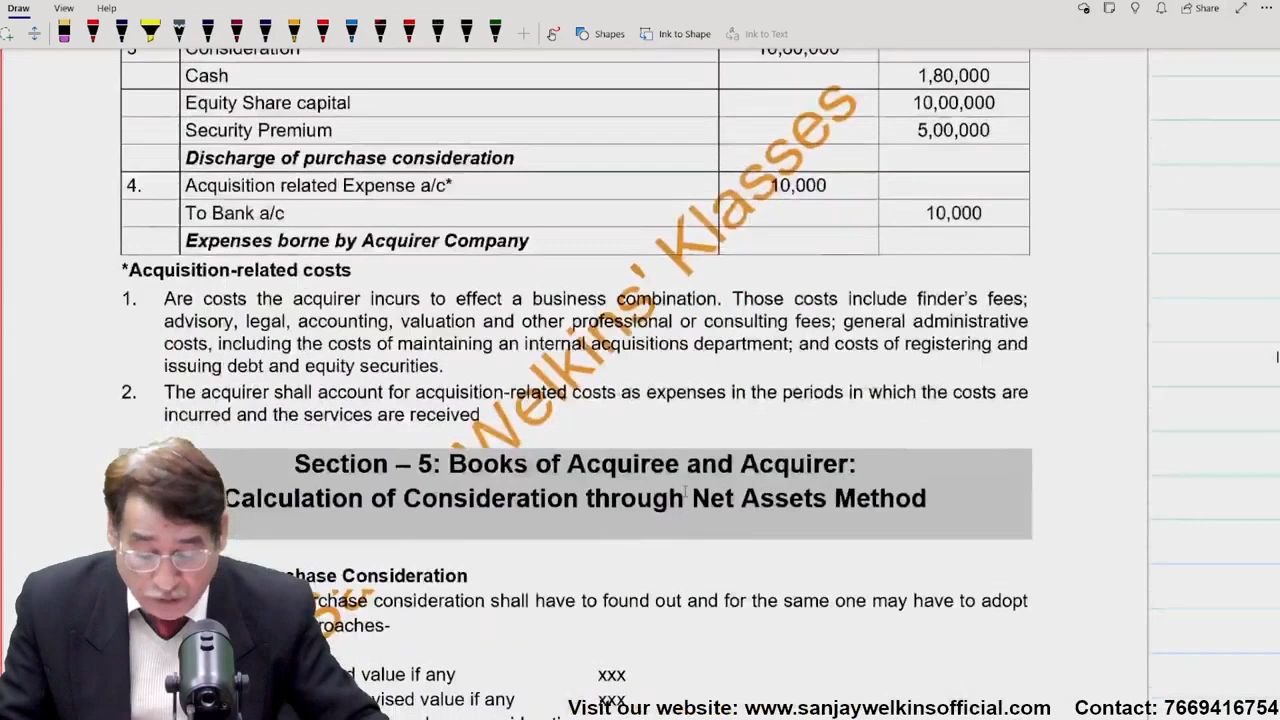 Draw View Help
Shapes Ink to Shape Ink to Text Share
3 Consideration 16,80,000
Cash 1,80,000
Equity Share capital 10,00,000
Security Premium 5,00,000
Discharge of purchase consideration
4. Acquisition related Expense a/c* 10,000
To Bank a/c 10,000
Expenses borne by Acquirer Company
*Acquisition-related costs
1. Are costs the acquirer incurs to effect a business combination. Those costs include finder's fees;
advisory, legal, accounting, valuation and other professional or consulting fees; general administrative
costs, including the costs of maintaining an internal acquisitions department; and costs of registering and
issuing debt and equity securities.
2. The acquirer shall account for acquisition-related costs as expenses in the periods in which the costs are
incurred and the services are received
Welkins' Klasses
Section – 5: Books of Acquiree and Acquirer:
Calculation of Consideration through Net Assets Method
Consideration
consideration shall have to found out and for the same one may have to adopt
value if any xxx
value if any xxx
Visit our website: www.sanjaywelkinsofficial.com Contact: 7669416754